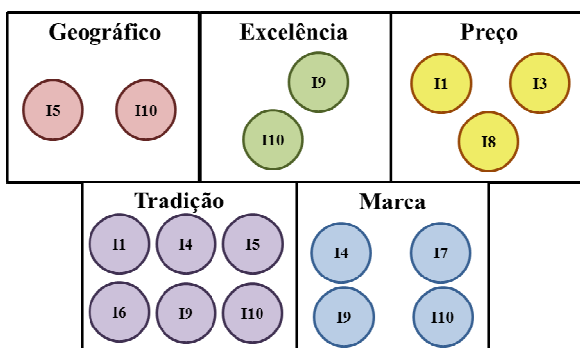 Geográfico
I5 I10
Excelência
I9
I10
Preço
I1 I3
I8
Tradição
I1 I4 I5
I6 I9 I10
Marca
I4 I7
I9 I10